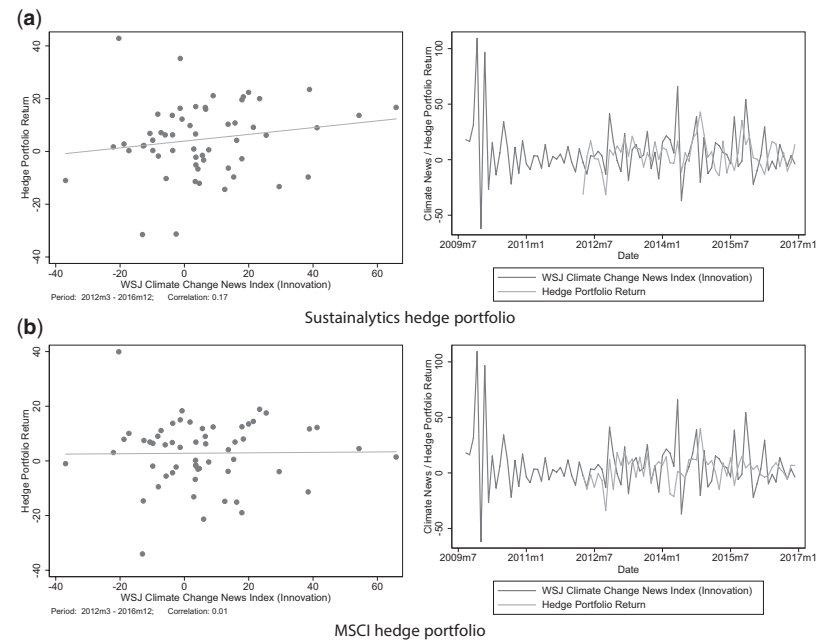 (a)
40
20
0
-20
-40
Hedge Portfolio Return
-40
-20
0
20
40
60
WSJ Climate Change News Index (Innovation)
Period: 2012m3 - 2016m12; Correlation: 0.17
100
50
0
-50
Climate News / Hedge Portfolio Return
2009m7
2011m1
2012m7
2014m1
2015m7
2017m1
Date
WSJ Climate Change News Index (Innovation)
Hedge Portfolio Return
Sustainalytics hedge portfolio
(b)
40
20
0
-20
-40
Hedge Portfolio Return
-40
-20
0
20
40
60
WSJ Climate Change News Index (Innovation)
Period: 2012m3 - 2016m12; Correlation: 0.01
100
50
0
-50
Climate News / Hedge Portfolio Return
2009m7
2011m1
2012m7
2014m1
2015m7
2017m1
Date
WSJ Climate Change News Index (Innovation)
Hedge Portfolio Return
MSCI hedge portfolio